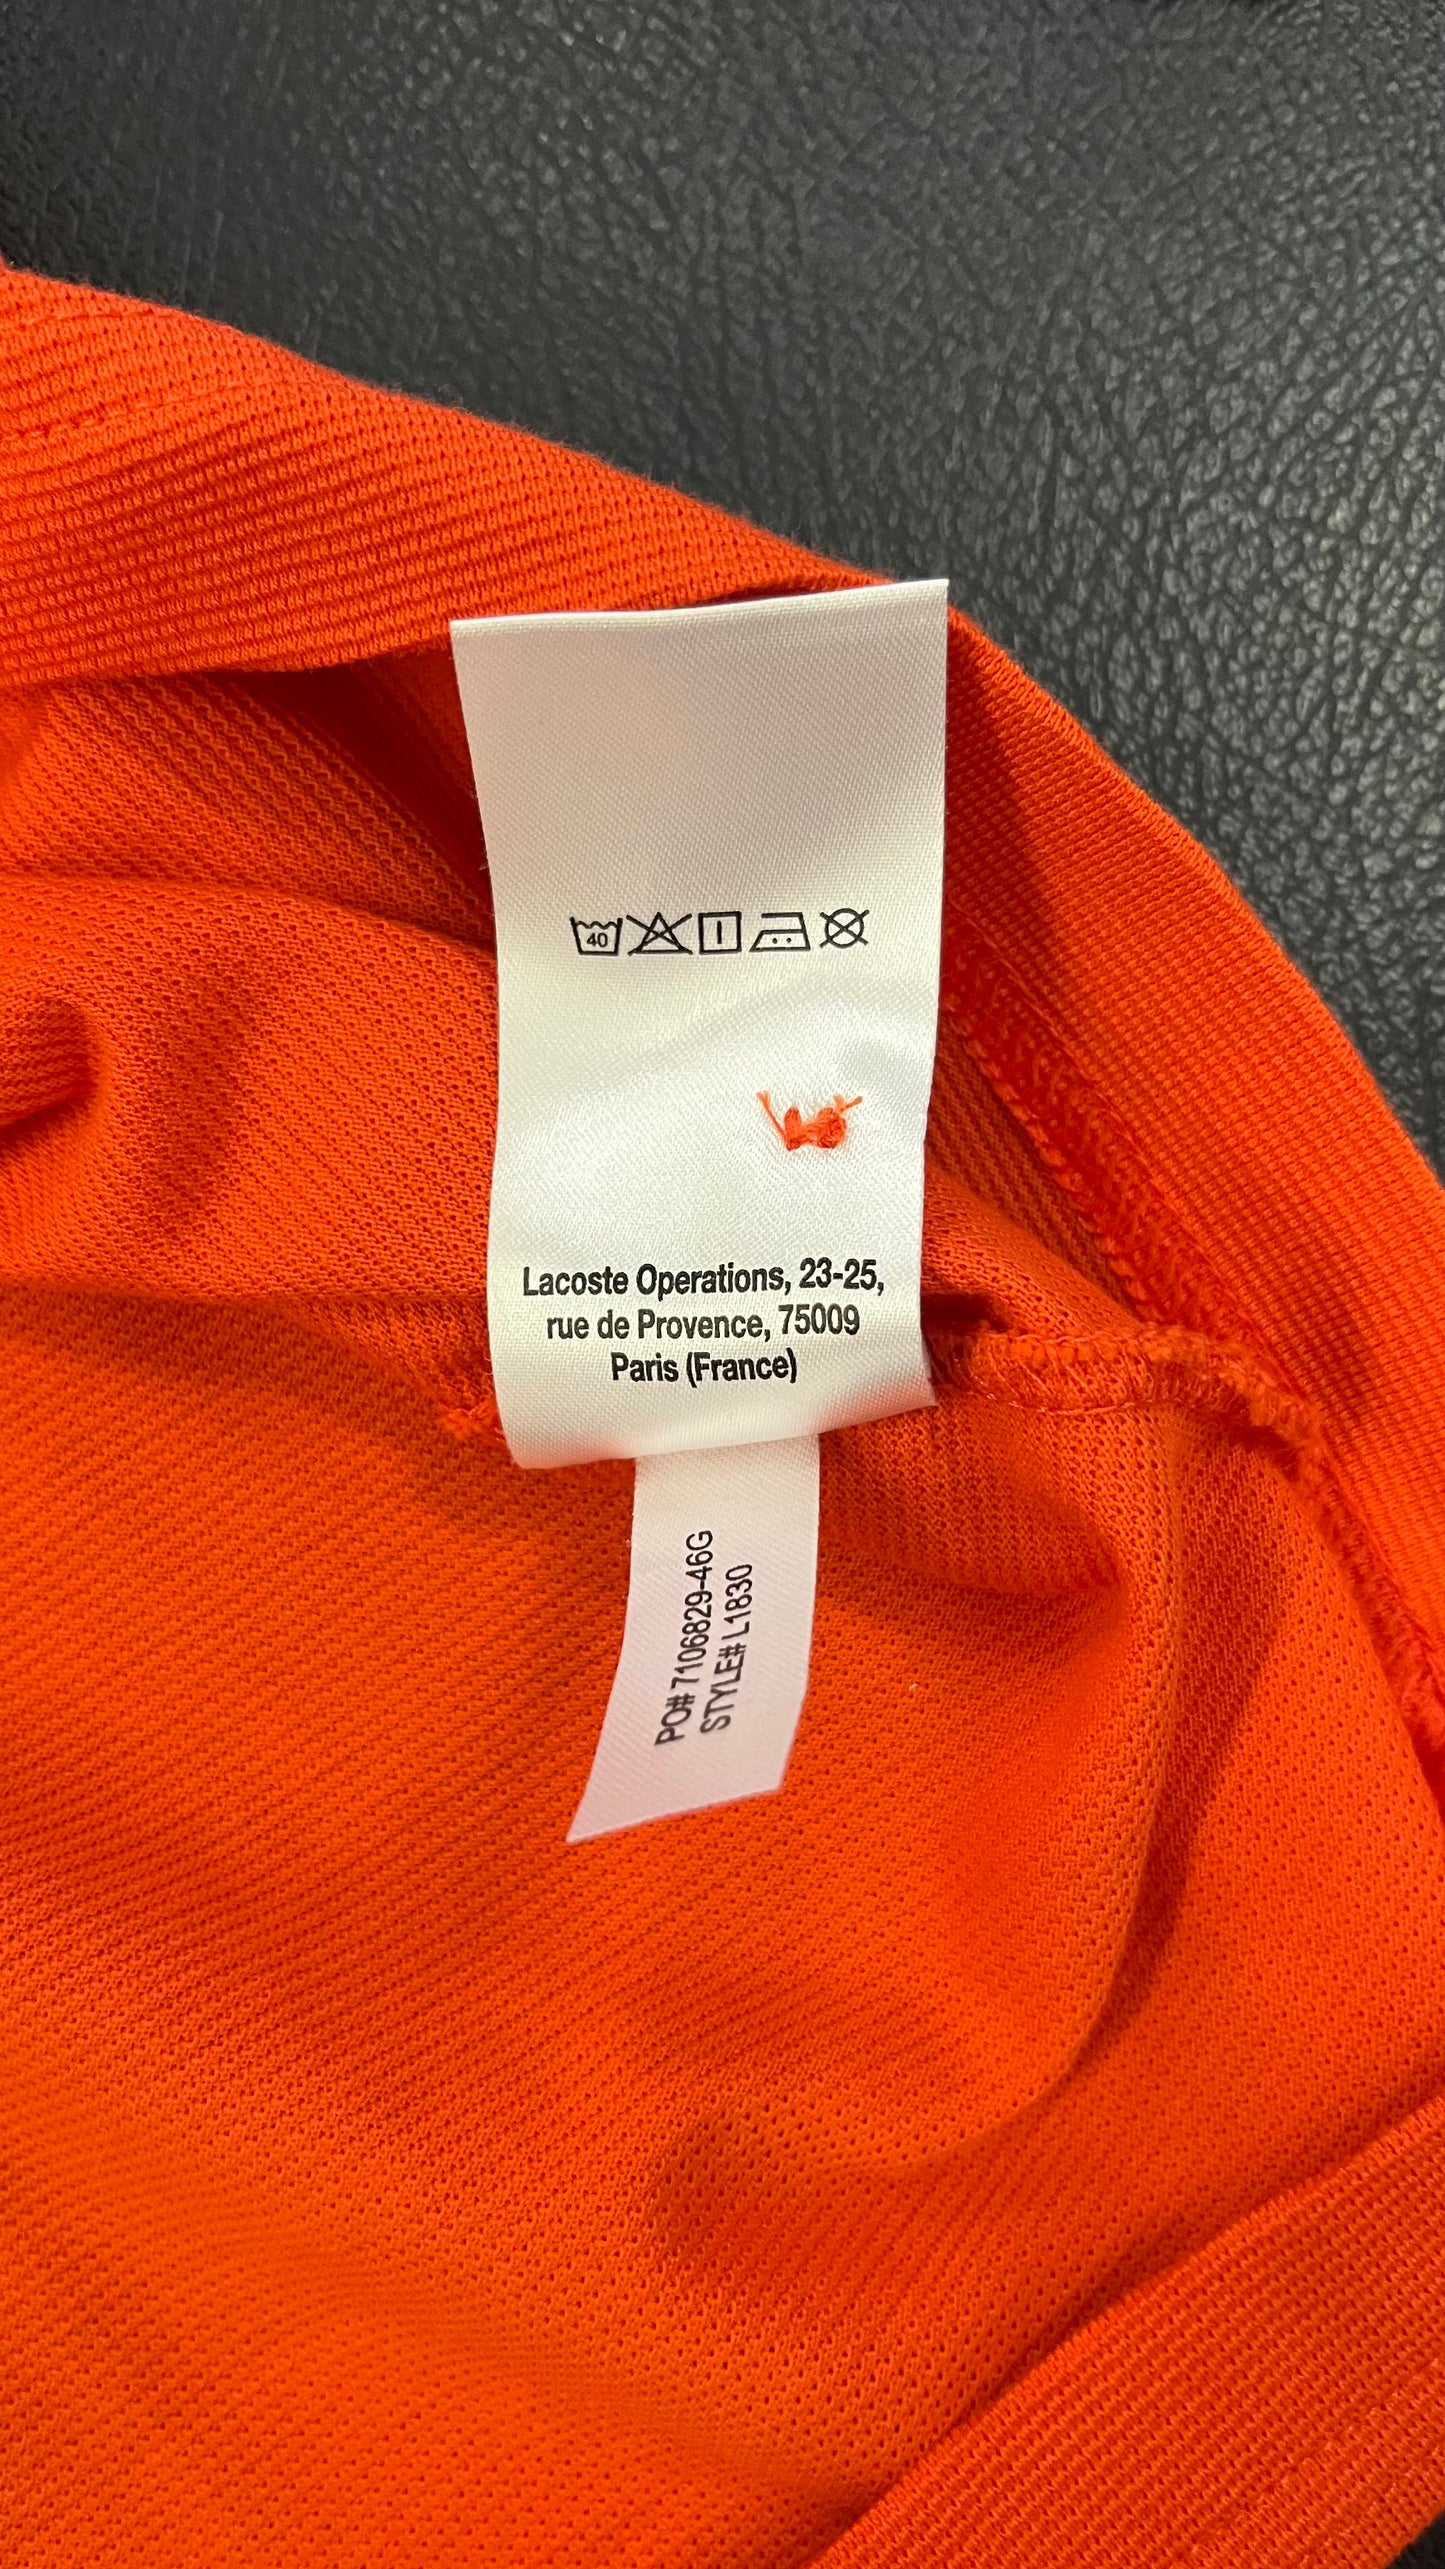 40
Lacoste Operations, 23-25,
rue de Provence, 75009
Paris (France)
PO# 7106829-46G
STYLE# L1830